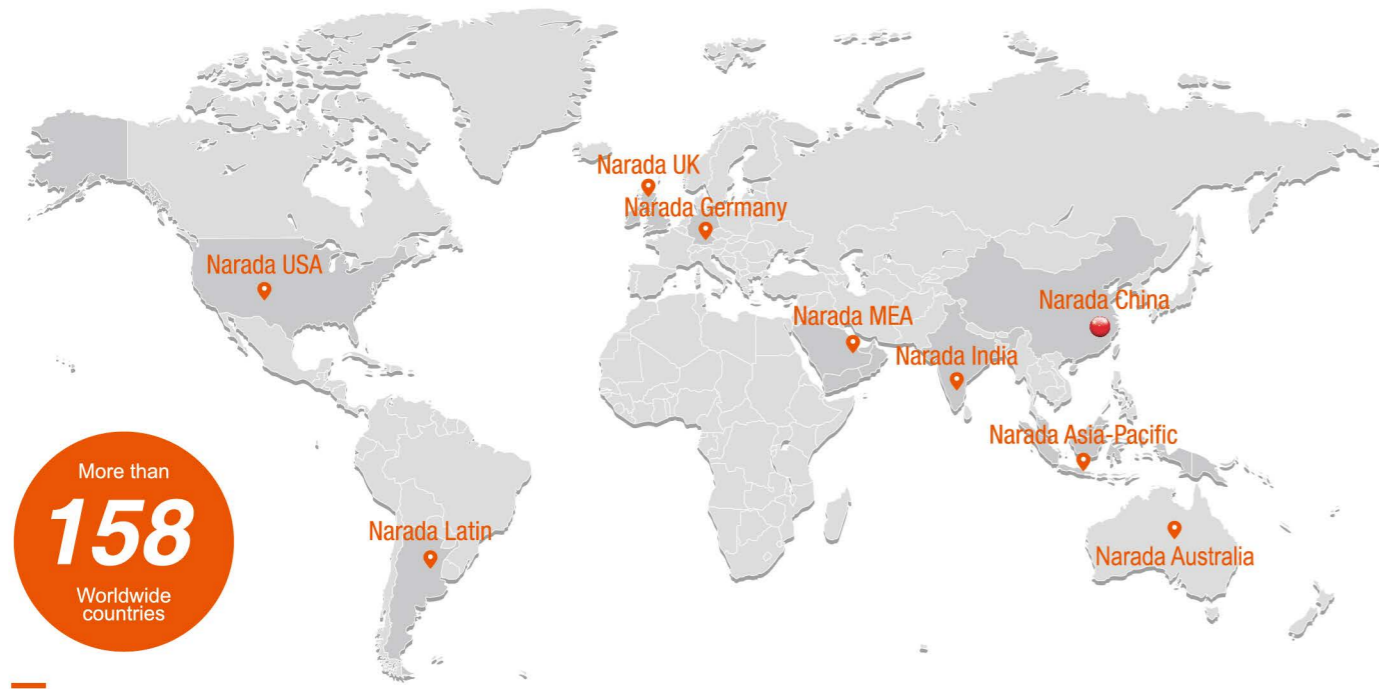 Narada UK
Narada Germany
Narada USA
Narada China
Narada MEA
Narada India
Narada Asia-Pacific
Narada Latin
Narada Australia
More than
158
Worldwide
countries